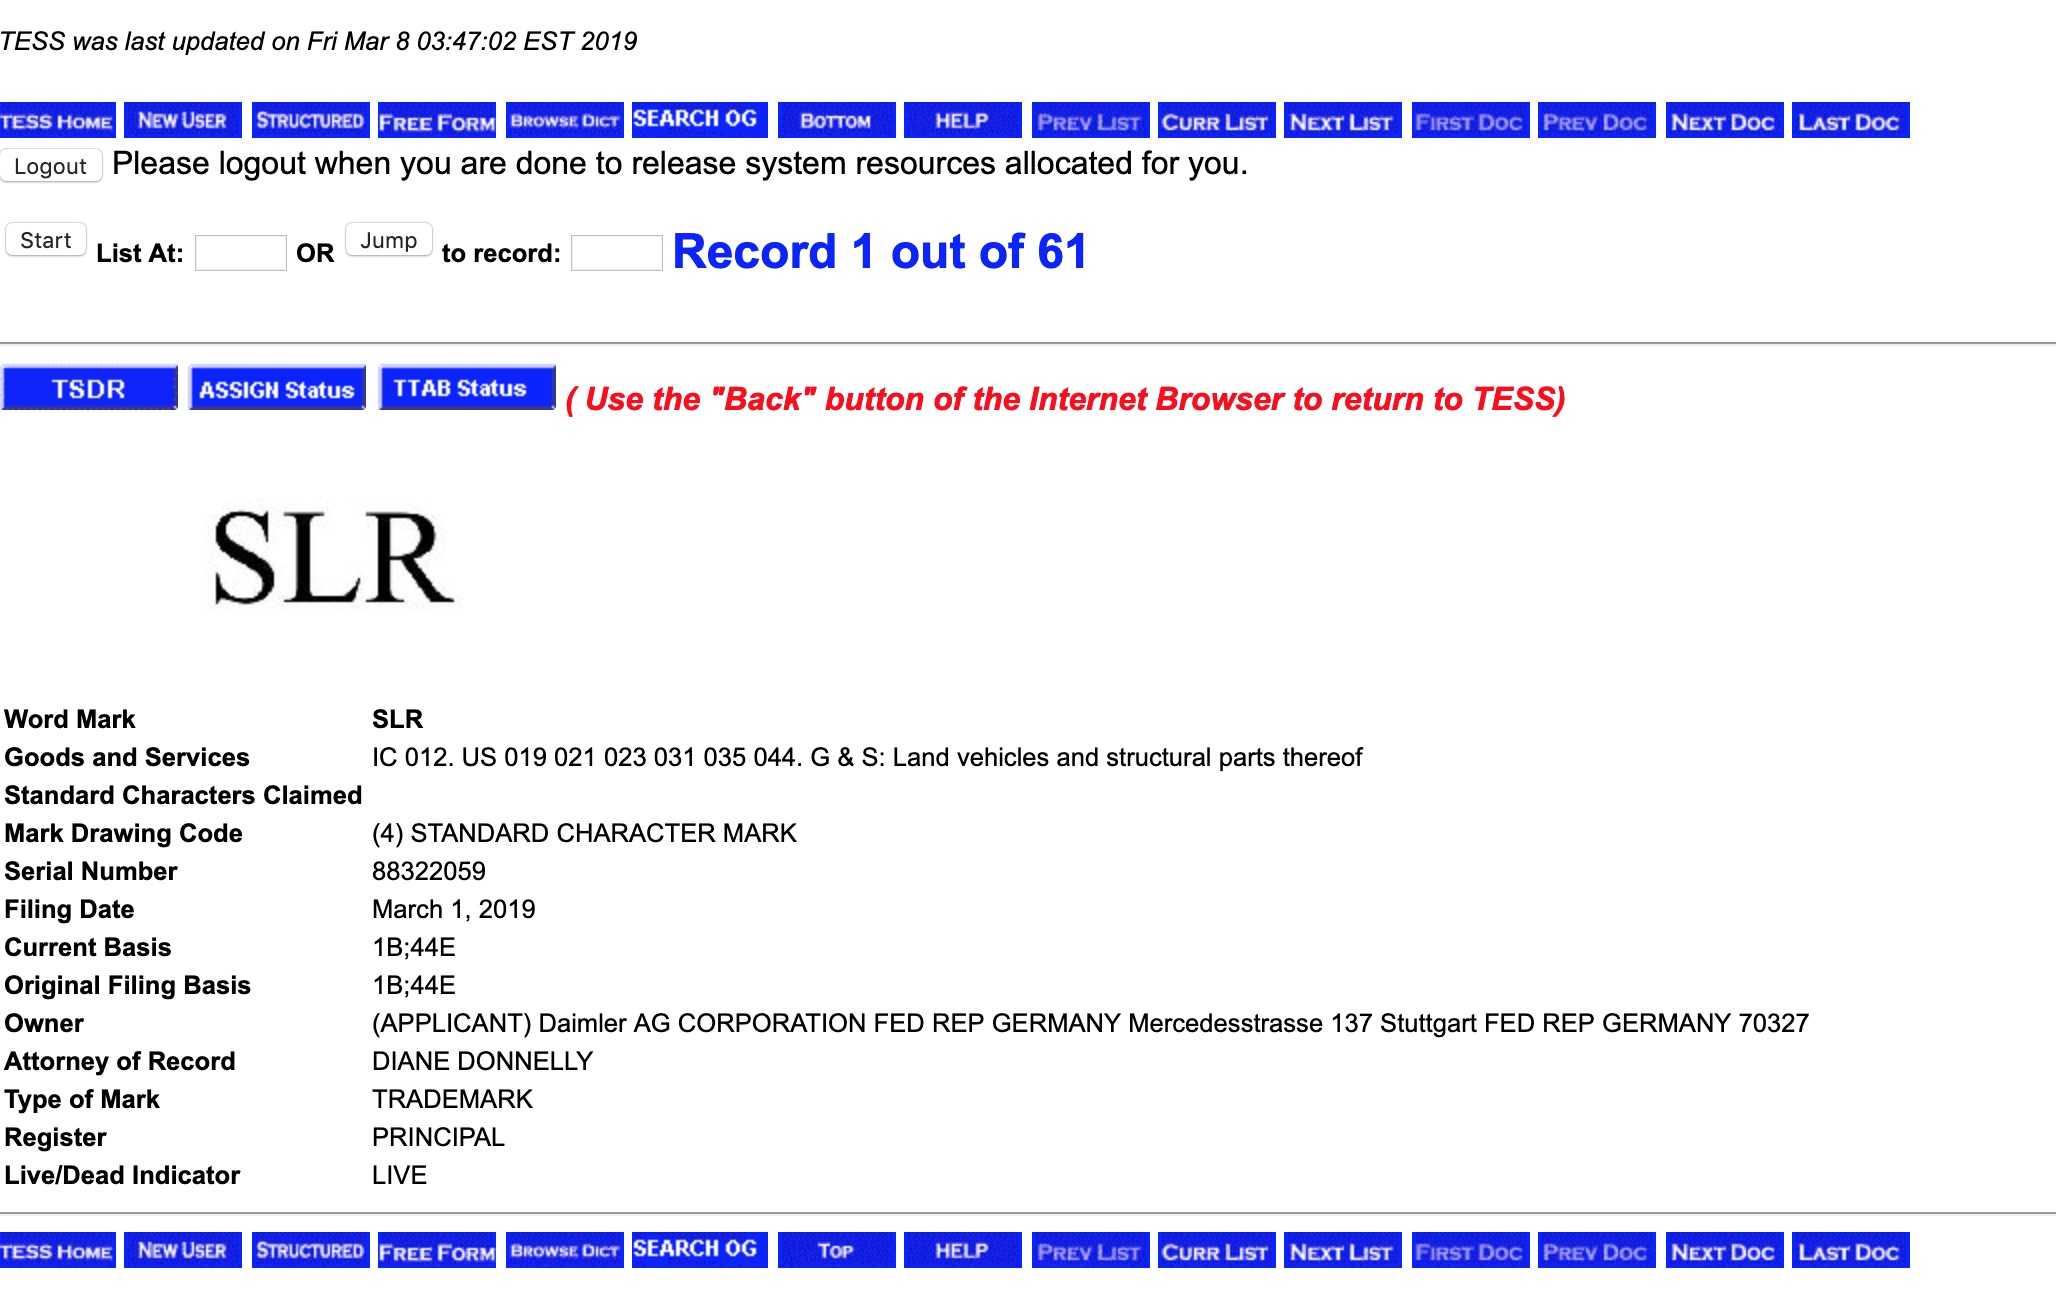 TESS was last updated on Fri Mar 8 03:47:02 EST 2019
TESS HOME NEW USER STRUCTURED FREE FORM BROWSE DICT SEARCH OG BOTTOM HELP PREV LIST CURR LIST NEXT LIST FIRST DOC PREV DOC NEXT DOC LAST DOC
Logout Please logout when you are done to release system resources allocated for you.
Start List At: OR Jump to record: Record 1 out of 61
TSDR ASSIGN Status TTAB Status ( Use the "Back" button of the Internet Browser to return to TESS)
SLR
Word Mark SLR
Goods and Services IC 012. US 019 021 023 031 035 044. G & S: Land vehicles and structural parts thereof
Standard Characters Claimed
Mark Drawing Code (4) STANDARD CHARACTER MARK
Serial Number 88322059
Filing Date March 1, 2019
Current Basis 1B;44E
Original Filing Basis 1B;44E
Owner (APPLICANT) Daimler AG CORPORATION FED REP GERMANY Mercedesstrasse 137 Stuttgart FED REP GERMANY 70327
Attorney of Record DIANE DONNELLY
Type of Mark TRADEMARK
Register PRINCIPAL
Live/Dead Indicator LIVE
TESS HOME NEW USER STRUCTURED FREE FORM BROWSE DICT SEARCH OG TOP HELP PREV LIST CURR LIST NEXT LIST FIRST DOC PREV DOC NEXT DOC LAST DOC